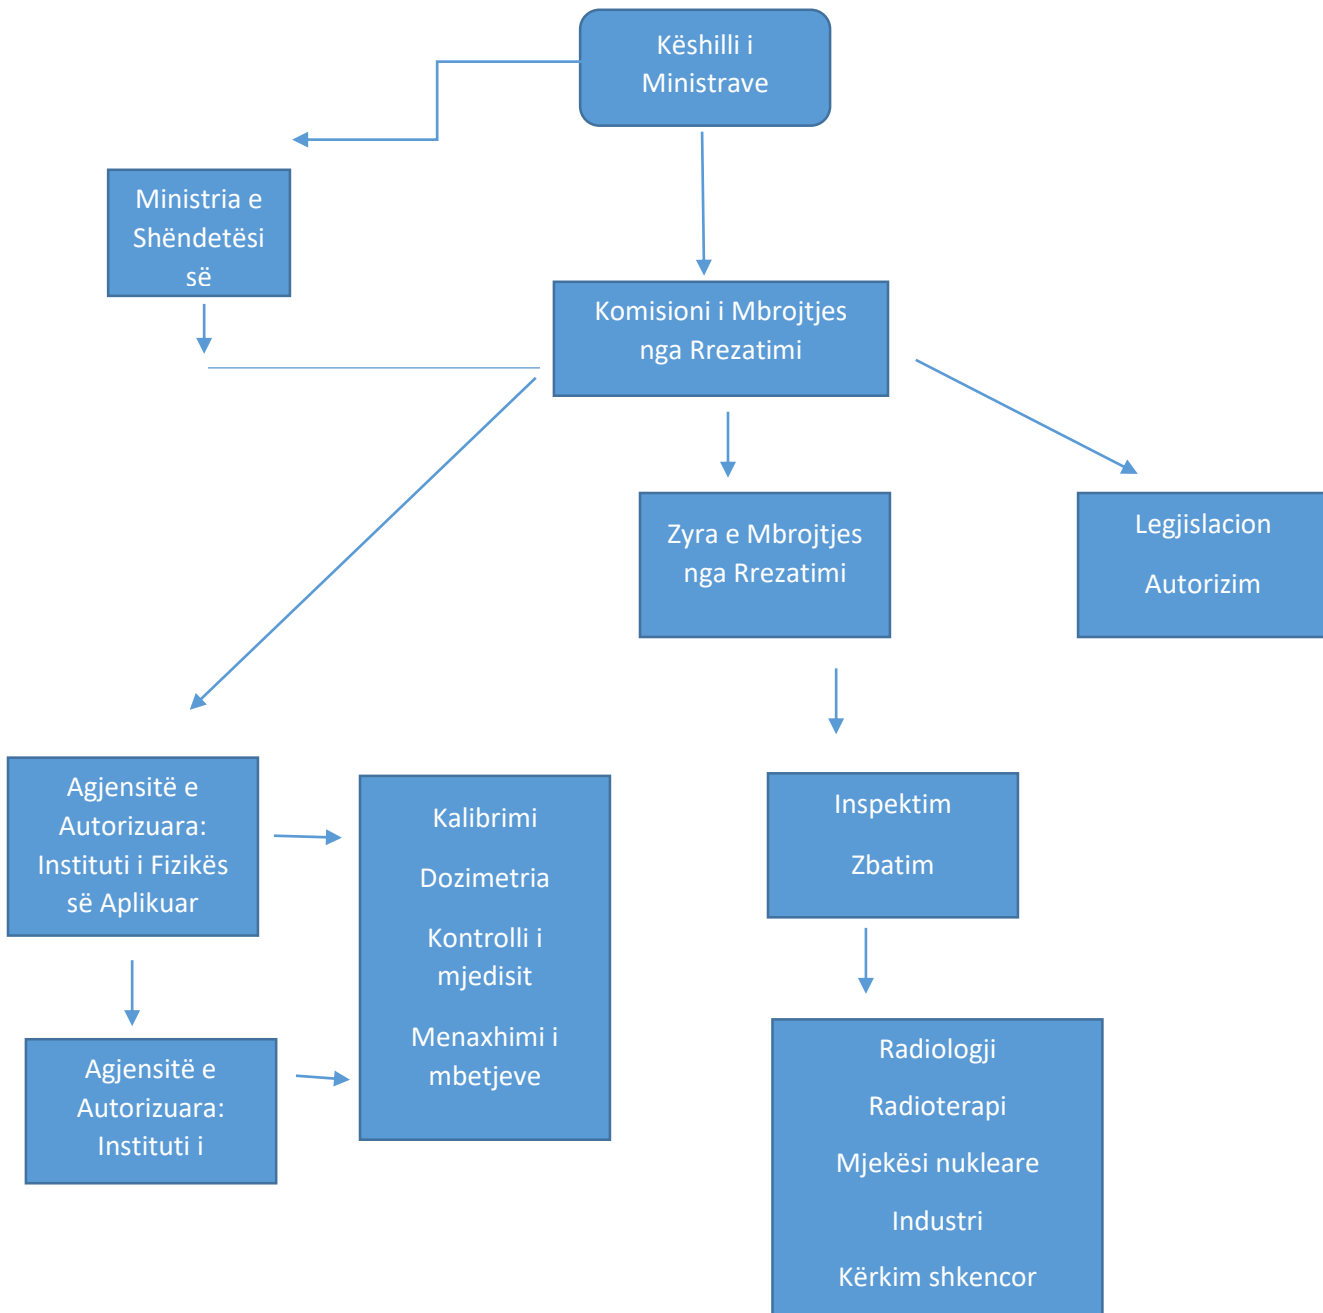 Këshilli i
Ministrave
Ministria e
Shëndetësi
së
Komisioni i Mbrojtjes
nga Rrezatimi
Zyra e Mbrojtjes
nga Rrezatimi
Legjislacion
Autorizim
Agjensitë e
Autorizuara:
Instituti i Fizikës
së Aplikuar
Kalibrimi
Dozimetria
Kontrolli i
mjedisit
Menaxhimi i
mbetjeve
Inspektim
Zbatim
Agjensitë e
Autorizuara:
Instituti i
Radiologji
Radioterapi
Mjekësi nukleare
Industri
Kërkim shkencor